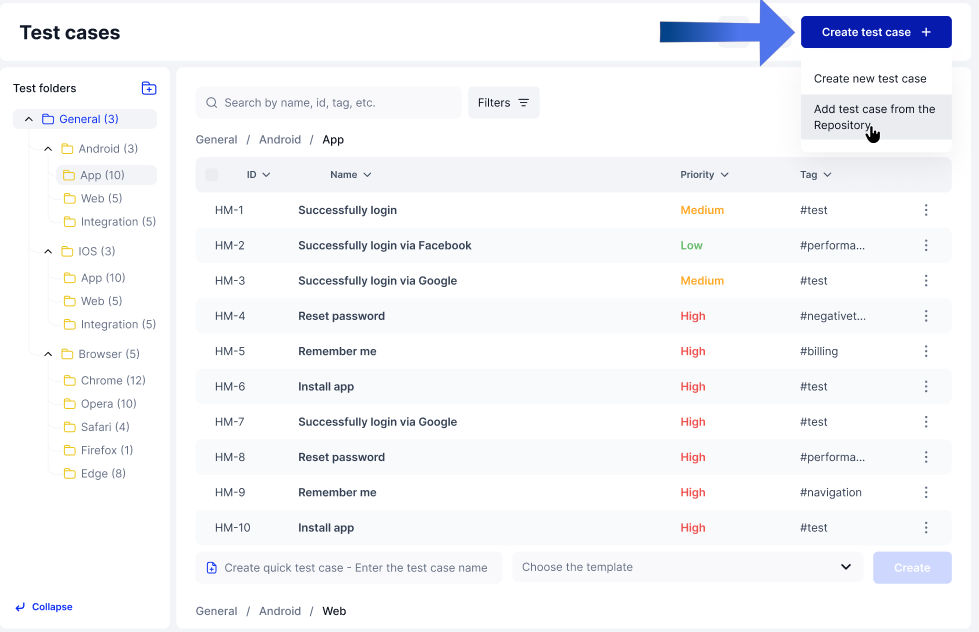 Test cases
Create test case +
Create new test case
Add test case from the
Repository
Test folders
General (3)
Android (3)
App (10)
Web (5)
Integration (5)
IOS (3)
App (10)
Web (5)
Integration (5)
Browser (5)
Chrome (12)
Opera (10)
Safari (4)
Firefox (1)
Edge (8)
Collapse
Search by name, id, tag, etc.
Filters
General / Android / App
ID Name Priority Tag
HM-1 Successfully login Medium #test
HM-2 Successfully login via Facebook Low #performa...
HM-3 Successfully login via Google Medium #test
HM-4 Reset password High #negativet...
HM-5 Remember me High #billing
HM-6 Install app High #test
HM-7 Successfully login via Google High #test
HM-8 Reset password High #performa...
HM-9 Remember me High #navigation
HM-10 Install app High #test
Create quick test case - Enter the test case name Choose the template Create
General / Android / Web